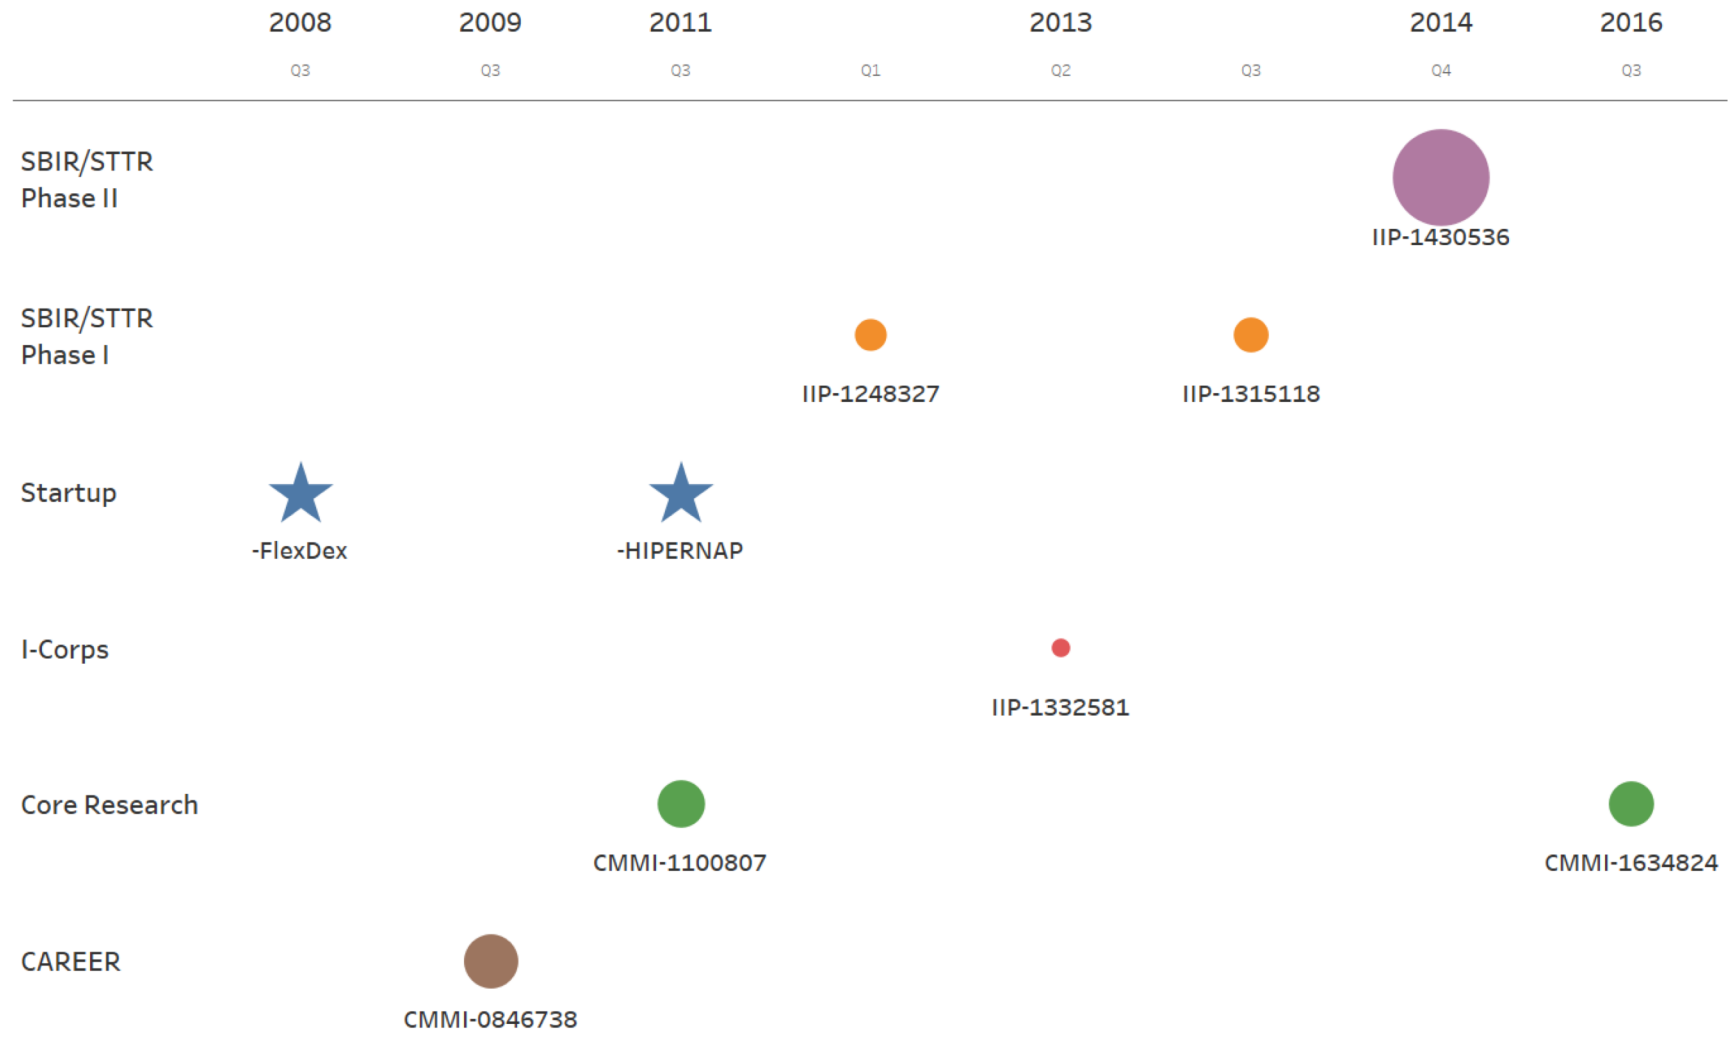 2008 2009 2011 2013 2014 2016
Q3 Q3 Q3 Q1 Q2 Q3 Q4 Q3
SBIR/STTR
Phase II
IIP-1430536
SBIR/STTR
Phase I
IIP-1248327 IIP-1315118
Startup
-FlexDex -HIPERNAP
I-Corps
IIP-1332581
Core Research
CMMI-1100807 CMMI-1634824
CAREER
CMMI-0846738